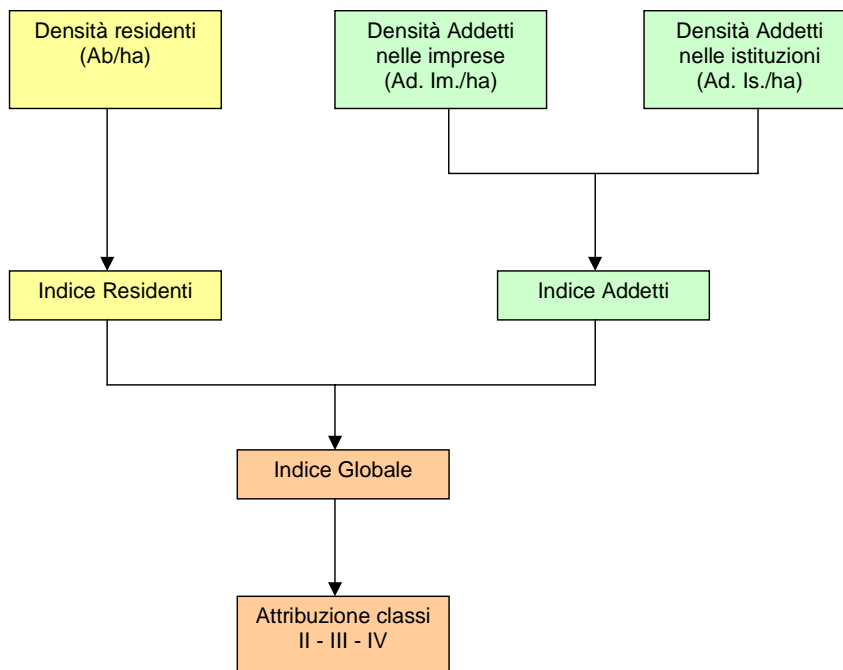 Densità residenti
(Ab/ha)
Densità Addetti
nelle imprese
(Ad. Im./ha)
Densità Addetti
nelle istituzioni
(Ad. Is./ha)
Indice Residenti
Indice Addetti
Indice Globale
Attribuzione classi
II - III - IV